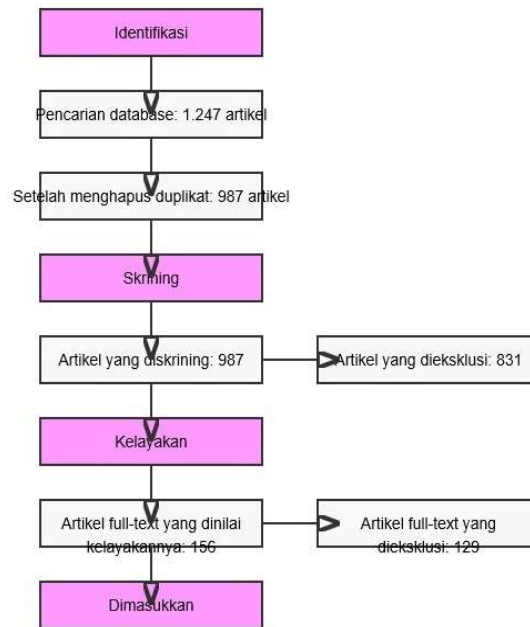 Identifikasi
Pencarian database: 1.247 artikel
Setelah menghapus duplikat: 987 artikel
Skrining
Artikel yang diskrining: 987
Artikel yang dieksklusi: 831
Kelayakan
Artikel full-text yang dinilai
kelayakannya: 156
Artikel full-text yang
dieksklusi: 129
Dimasukkan